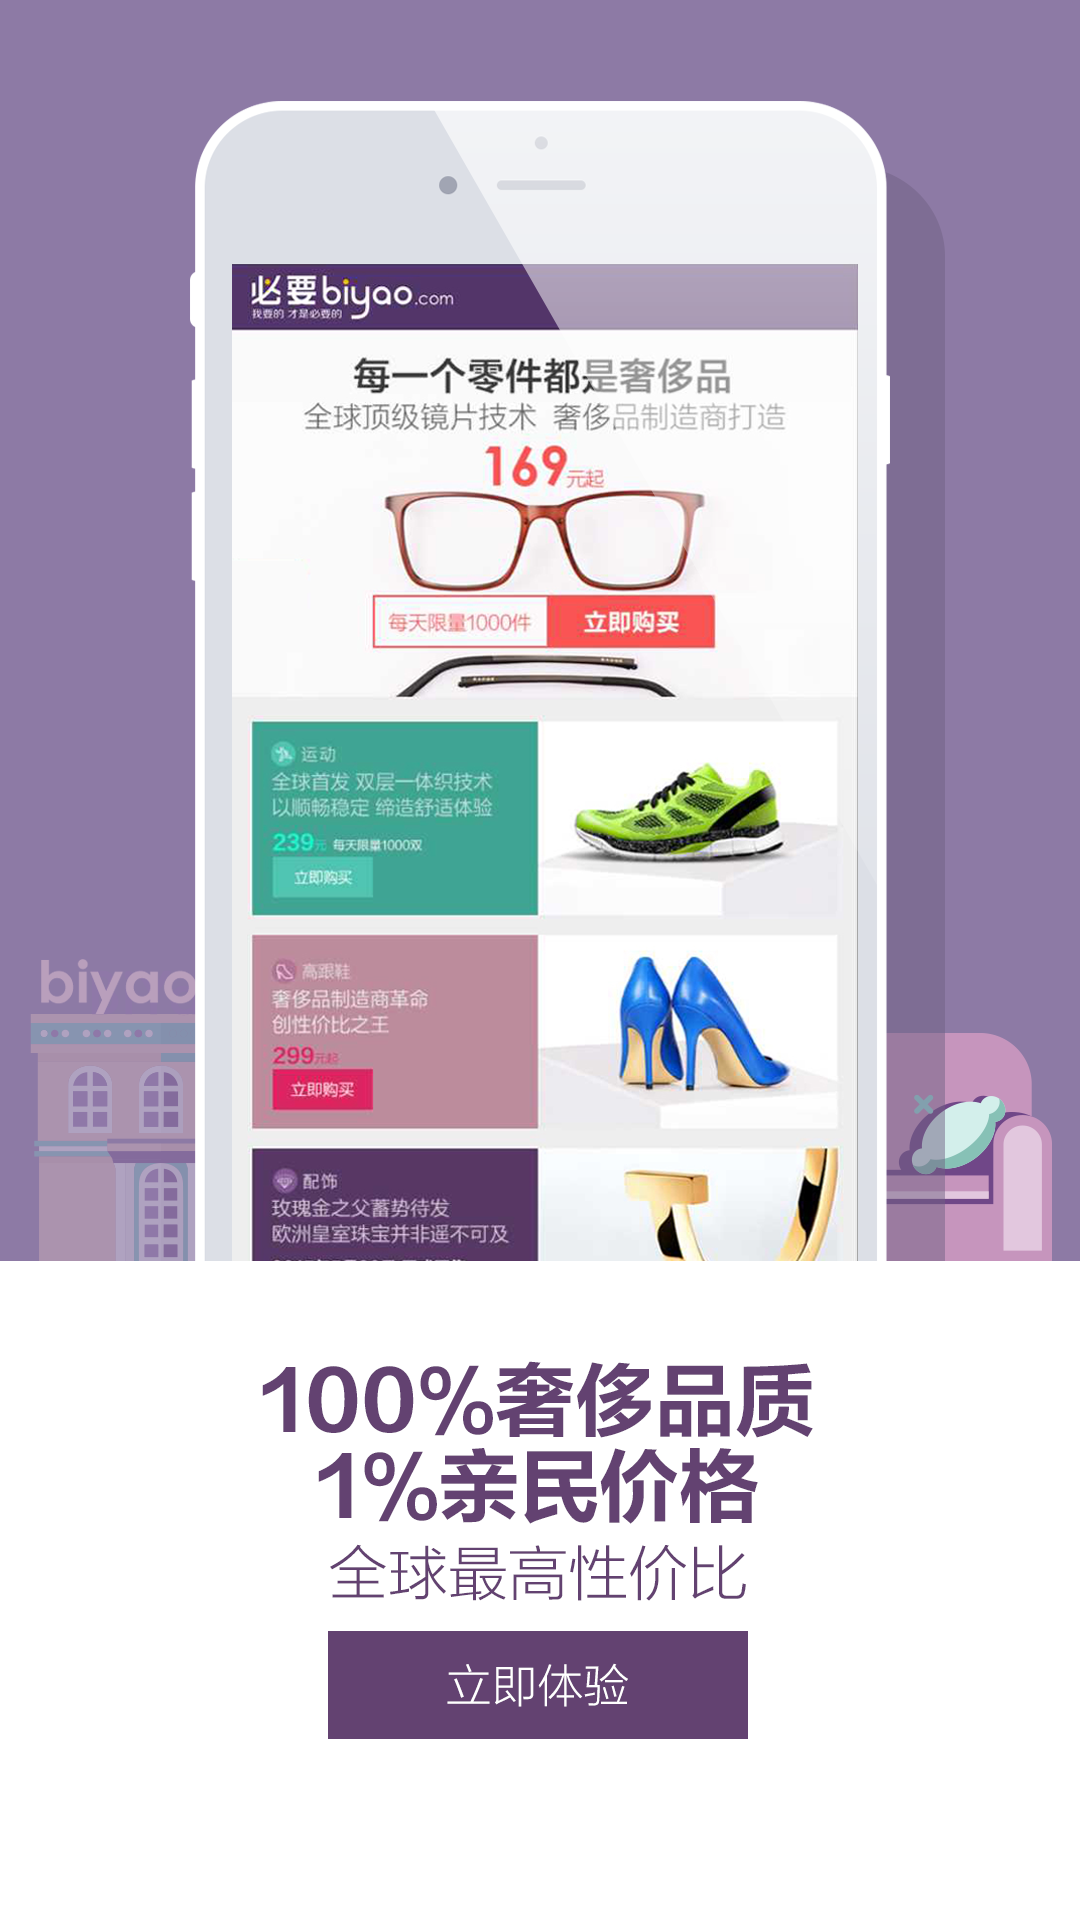 必要biyao.com
我要的 才是必要的
每一个零件都是奢侈品
全球顶级镜片技术 奢侈品制造商打造
169元起
每天限量1000件 立即购买
运动
全球首发 双层一体织技术
以顺畅稳定 缔造舒适体验
239元 每天限量1000双
立即购买
高跟鞋
奢侈品制造商革命
创性价比之王
299元起
立即购买
biyao
配饰
玫瑰金之父蓄势待发
欧洲皇室珠宝并非遥不可及
100%奢侈品质
1%亲民价格
全球最高性价比
立即体验